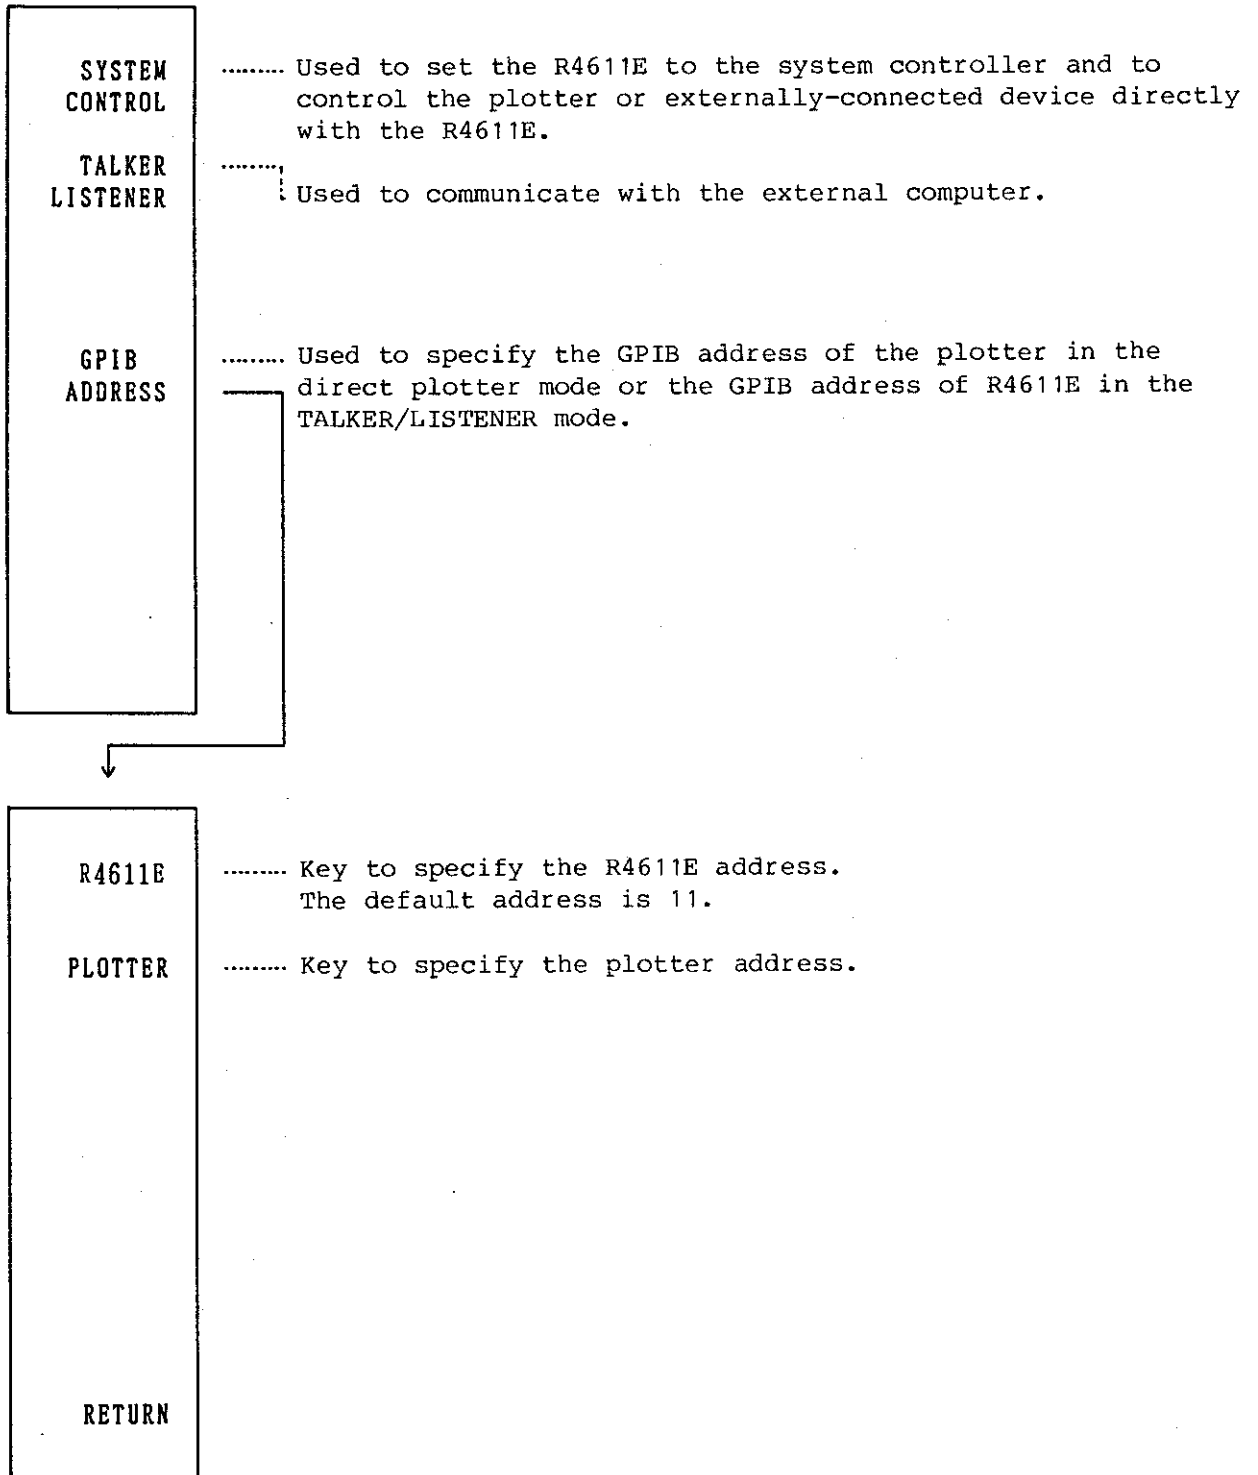 SYSTEM ......... Used to set the R4611E to the system controller and to
CONTROL control the plotter or externally-connected device directly
with the R4611E.
TALKER .........
LISTENER Used to communicate with the external computer.
GPIB ......... Used to specify the GPIB address of the plotter in the
ADDRESS direct plotter mode or the GPIB address of R4611E in the
TALKER/LISTENER mode.
R4611E ......... Key to specify the R4611E address.
The default address is 11.
PLOTTER ......... Key to specify the plotter address.
RETURN